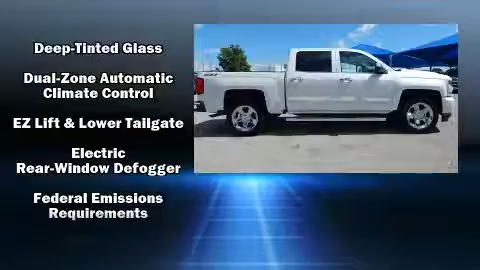 Deep-Tinted Glass
Dual-Zone Automatic
Climate Control
EZ Lift & Lower Tailgate
Electric
Rear-Window Defogger
Federal Emissions
Requirements